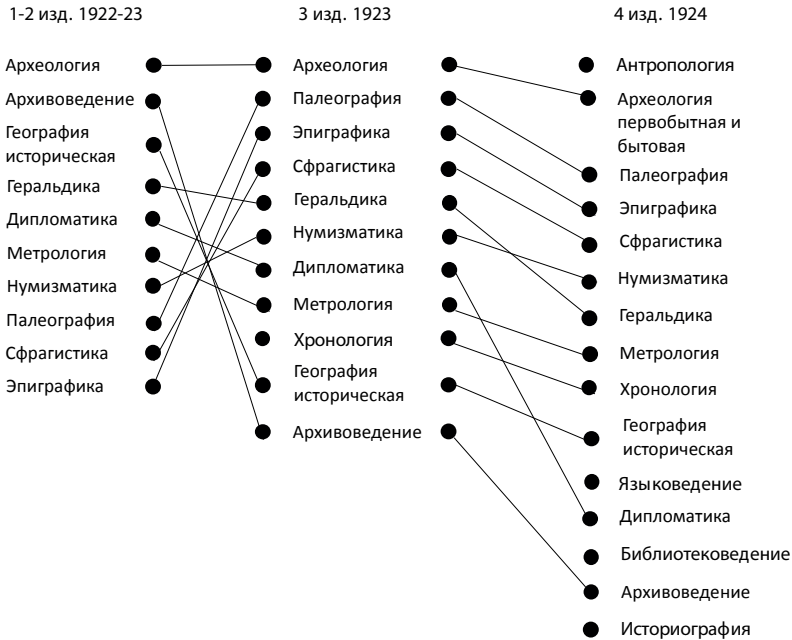 1-2 изд. 1922-23
Археология
Архивоведение
География
историческая
Геральдика
Дипломатика
Метрология
Нумизматика
Палеография
Сфрагистика
Эпиграфика
3 изд. 1923
Археология
Палеография
Эпиграфика
Сфрагистика
Геральдика
Нумизматика
Дипломатика
Метрология
Хронология
География
историческая
Архивоведение
4 изд. 1924
Антропология
Археология
первобытная и
бытовая
Палеография
Эпиграфика
Сфрагистика
Нумизматика
Геральдика
Метрология
Хронология
География
историческая
Языковедение
Дипломатика
Библиотековедение
Архивоведение
Историография